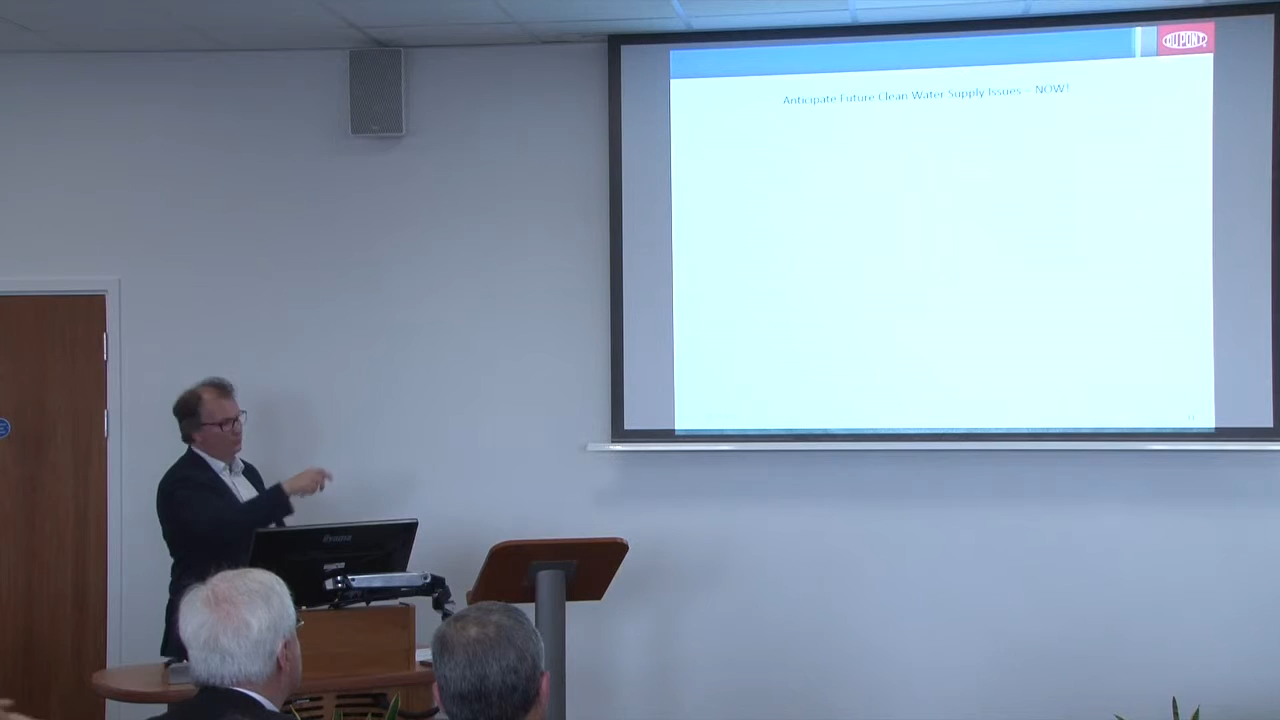 DUPONT
Anticipate Future Clean Water Supply Issues – NOW!
iiyama